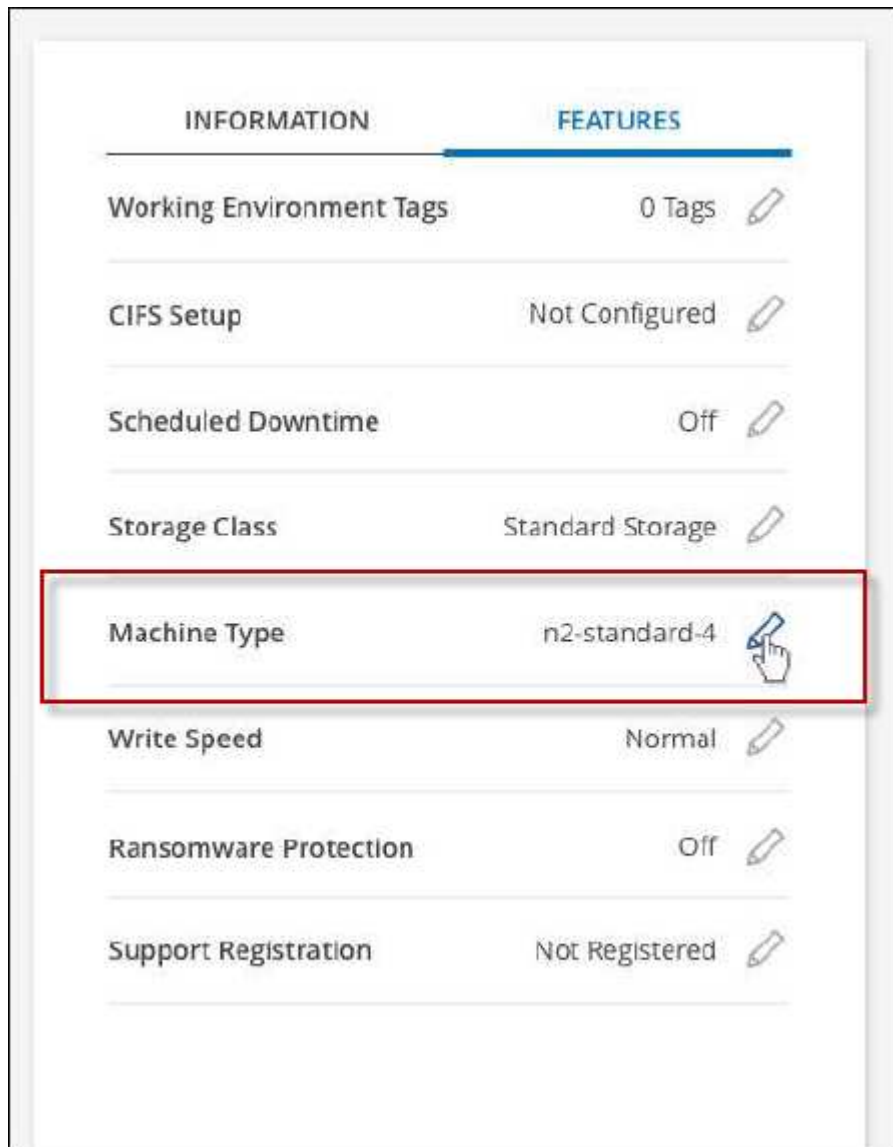 INFORMATION FEATURES
Working Environment Tags 0 Tags
CIFS Setup Not Configured
Scheduled Downtime Off
Storage Class Standard Storage
Machine Type n2-standard-4
Write Speed Normal
Ransomware Protection Off
Support Registration Not Registered